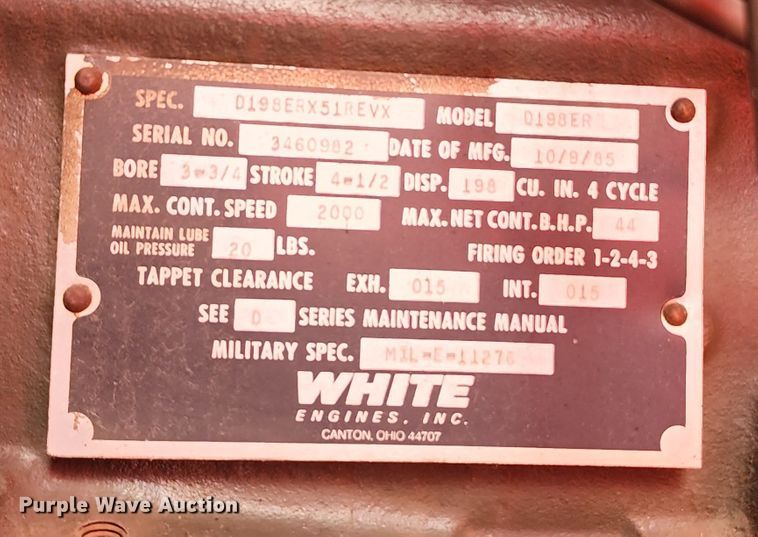 SPEC. D198ERX51REVX MODEL D198ER
SERIAL NO. 3460982 DATE OF MFG. 10/9/85
BORE 3-3/4 STROKE 4-1/2 DISP. 198 CU. IN. 4 CYCLE
MAX. CONT. SPEED 2000 MAX. NET CONT. B.H.P. 44
MAINTAIN LUBE OIL PRESSURE 20 LBS. FIRING ORDER 1-2-4-3
TAPPET CLEARANCE EXH. 015 INT. 015
SEE D SERIES MAINTENANCE MANUAL
MILITARY SPEC. MIL-E-11276
WHITE
ENGINES, INC.
CANTON, OHIO 44707
Purple Wave Auction